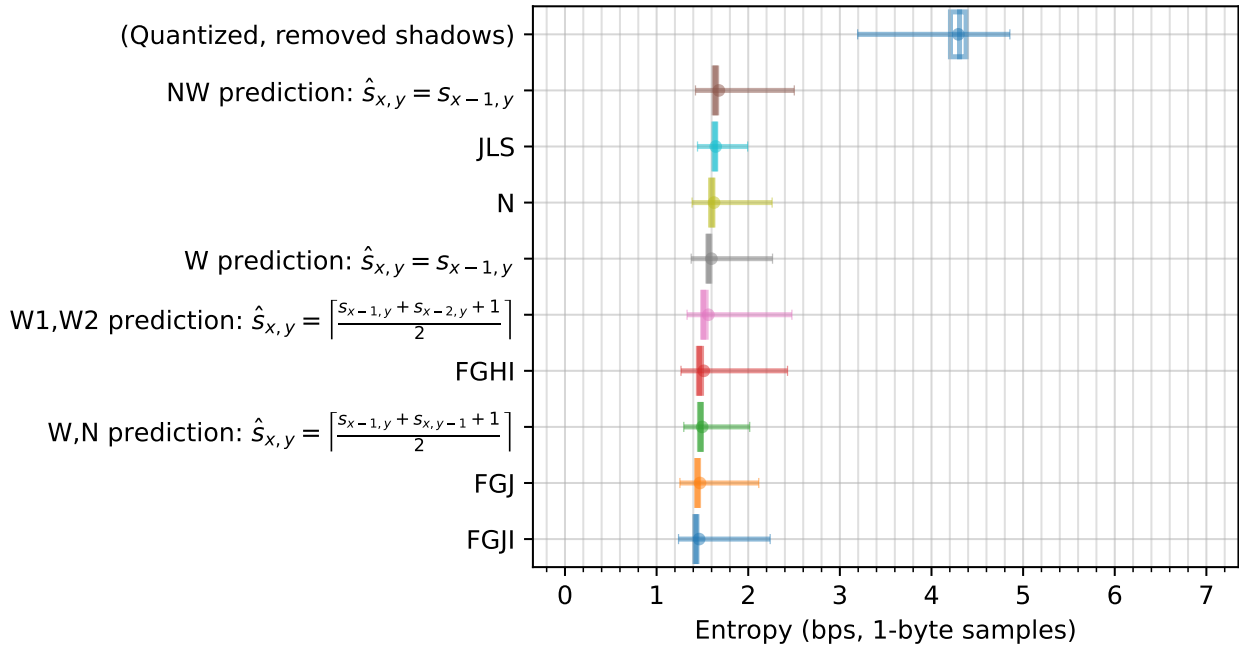 (Quantized, removed shadows)
NW prediction: ŝ_{x,y} = s_{x−1,y}
JLS
N
W prediction: ŝ_{x,y} = s_{x−1,y}
W1,W2 prediction: ŝ_{x,y} = ⌈(s_{x−1,y} + s_{x−2,y} + 1)/2⌉
FGHI
W,N prediction: ŝ_{x,y} = ⌈(s_{x−1,y} + s_{x,y−1} + 1)/2⌉
FGJ
FGJI
0 1 2 3 4 5 6 7
Entropy (bps, 1-byte samples)